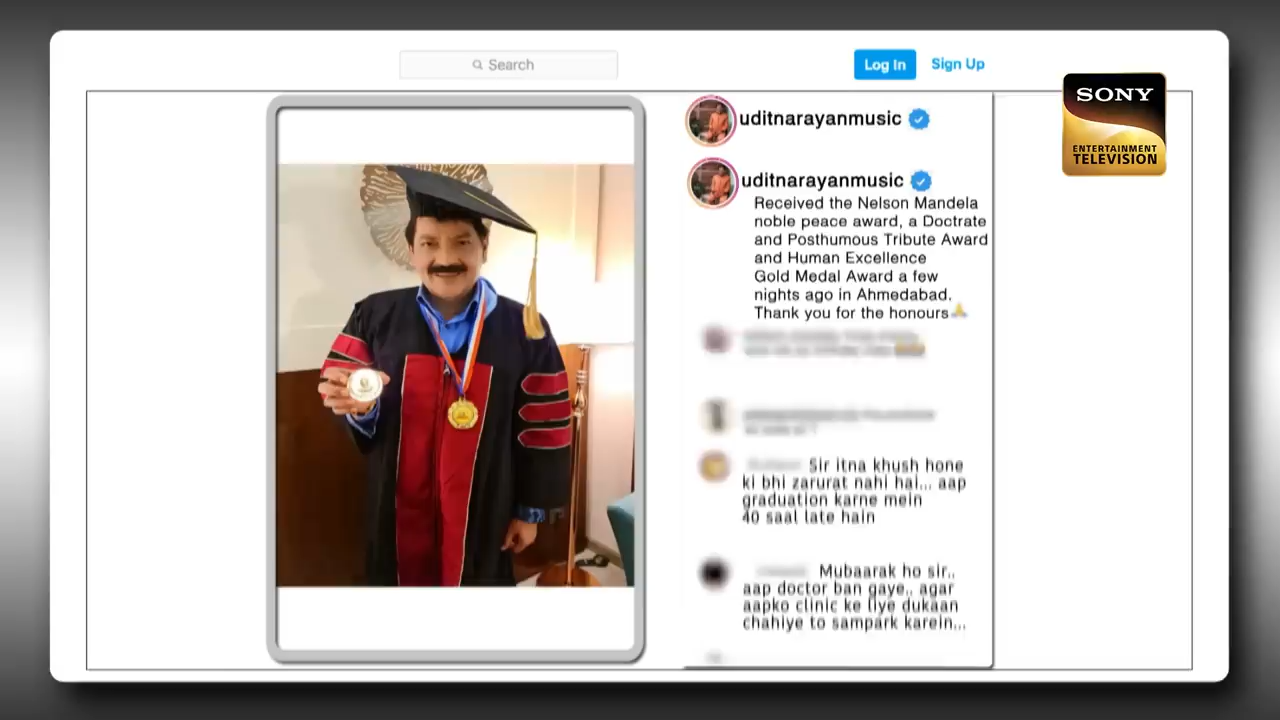 Search
Log In
Sign Up
SONY
ENTERTAINMENT
TELEVISION
uditnarayanmusic
uditnarayanmusic
Received the Nelson Mandela
noble peace award, a Doctrate
and Posthumous Tribute Award
and Human Excellence
Gold Medal Award a few
nights ago in Ahmedabad.
Thank you for the honours🙏
Sir itna khush hone
ki bhi zarurat nahi hai... aap
graduation karne mein
40 saal late hain
Mubaarak ho sir..
aap doctor ban gaye.. agar
aapko clinic ke liye dukaan
chahiye to sampark karein...